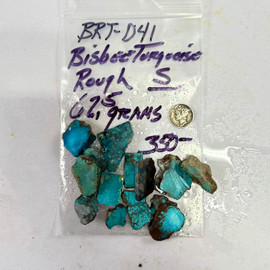 BRT-D41
Bisbee Turquoise
Rough S
62.5 grams
350-